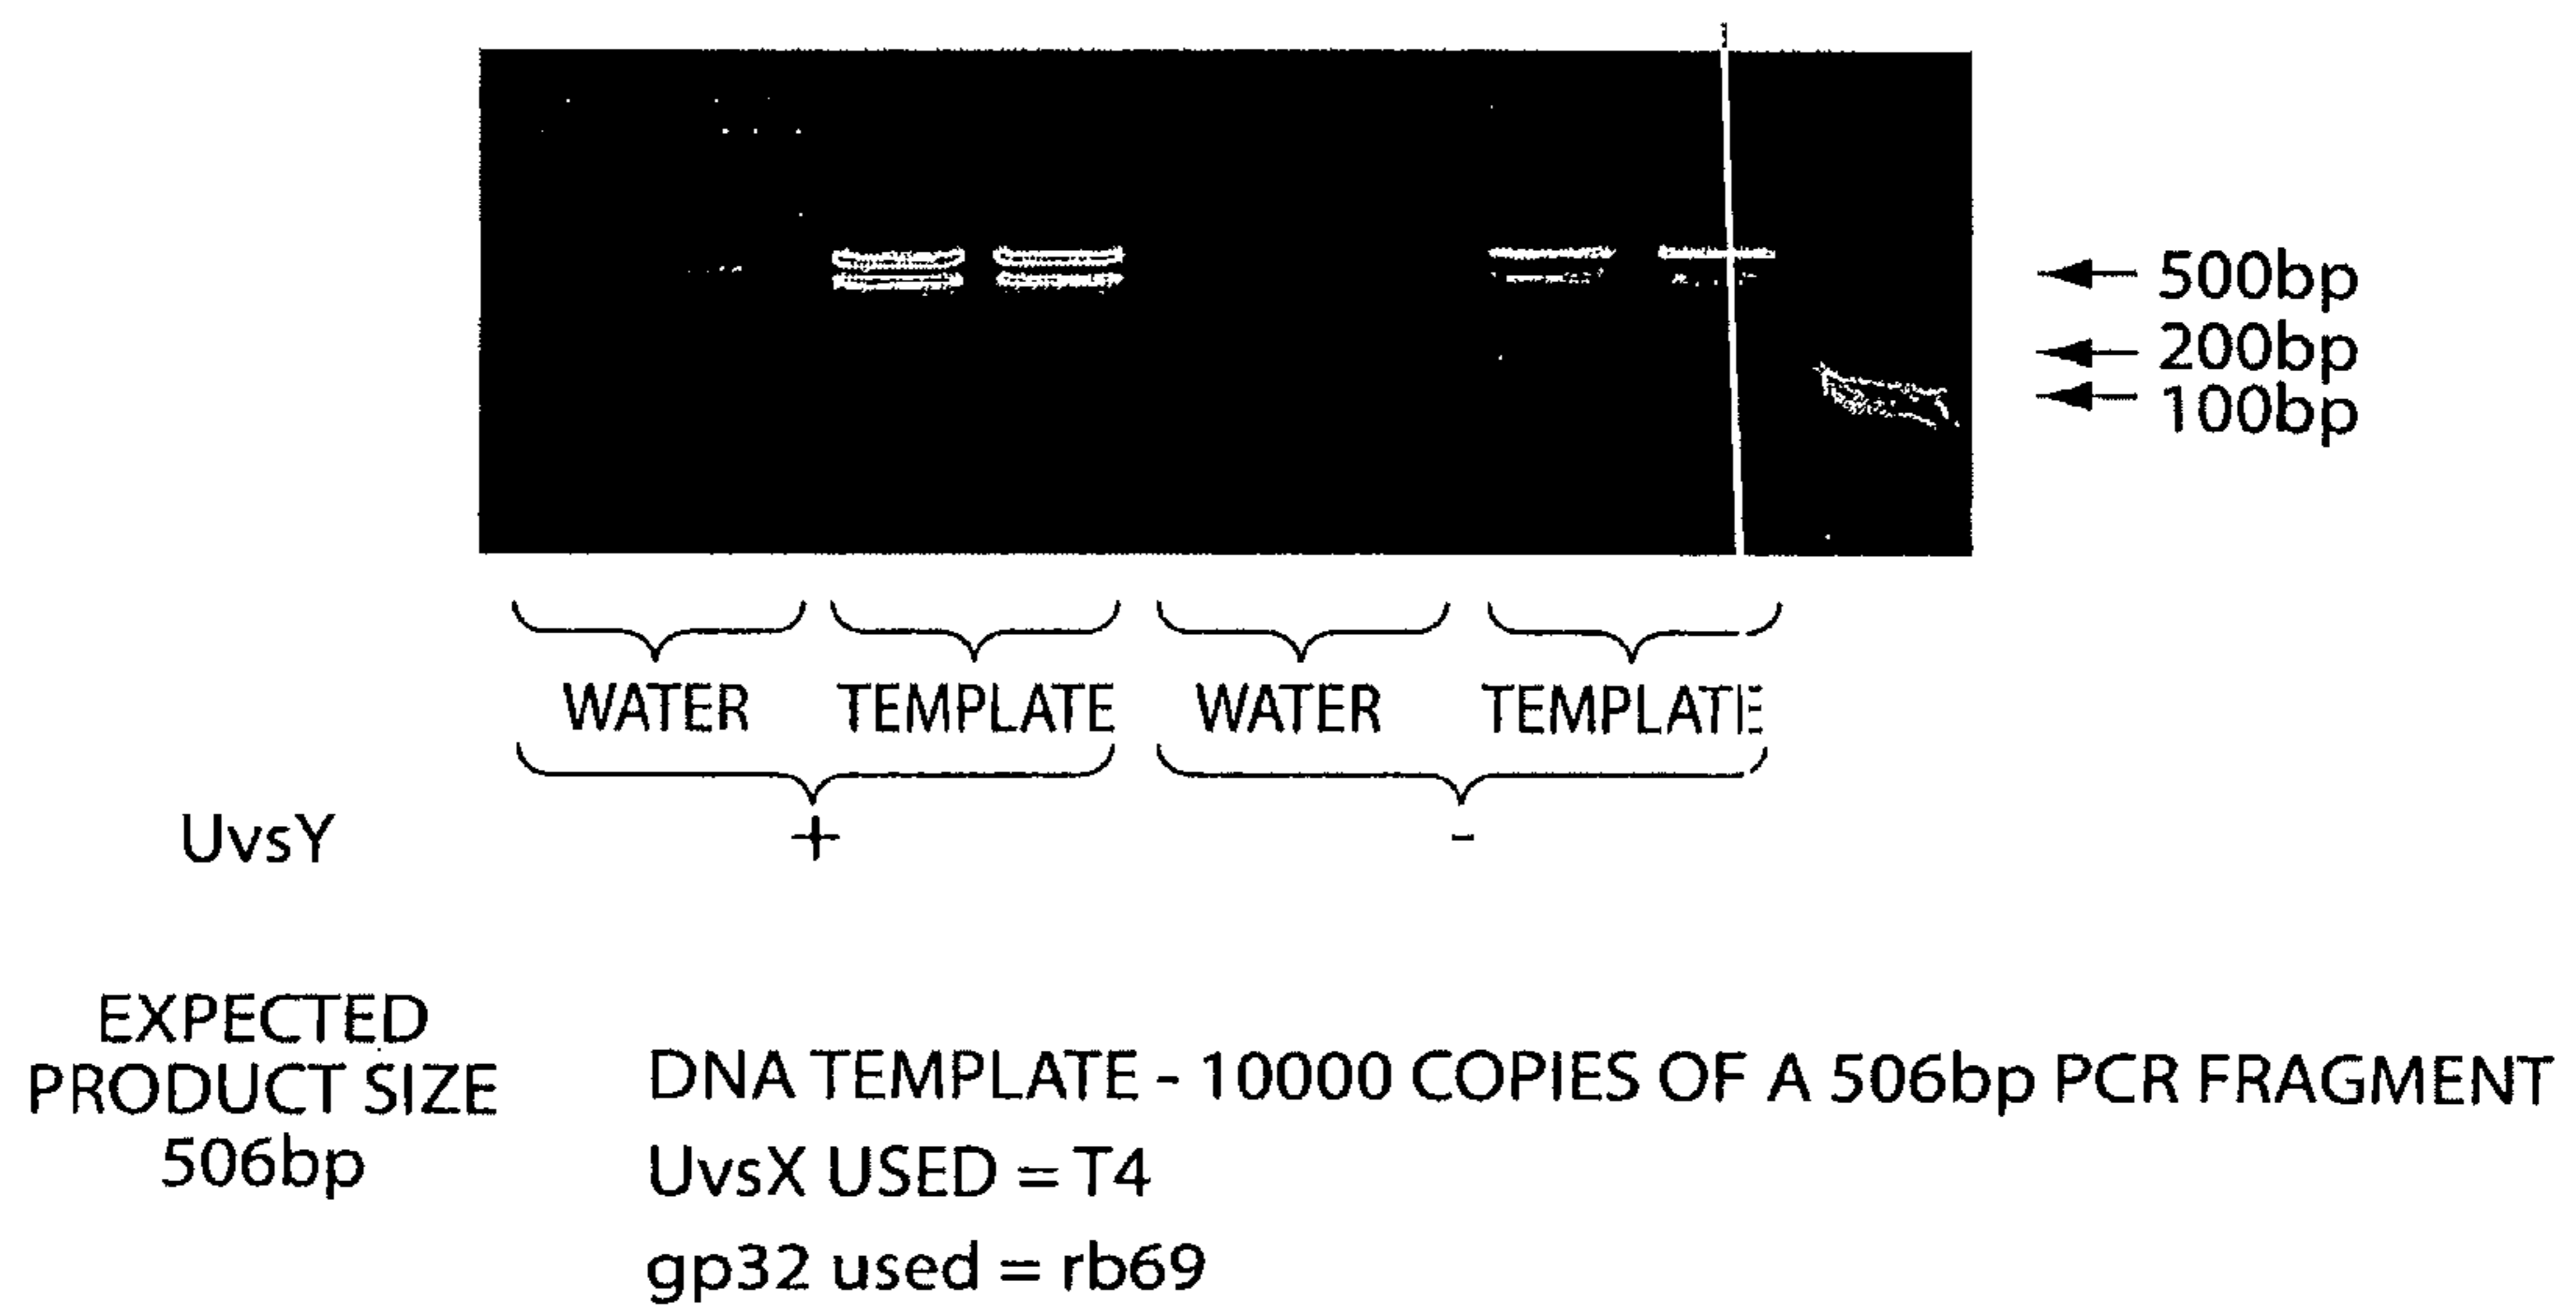 500bp
200bp
100bp
WATER TEMPLATE WATER TEMPLATE
UvsY + -
EXPECTED
PRODUCT SIZE
506bp
DNA TEMPLATE - 10000 COPIES OF A 506bp PCR FRAGMENT
UvsX USED = T4
gp32 used = rb69